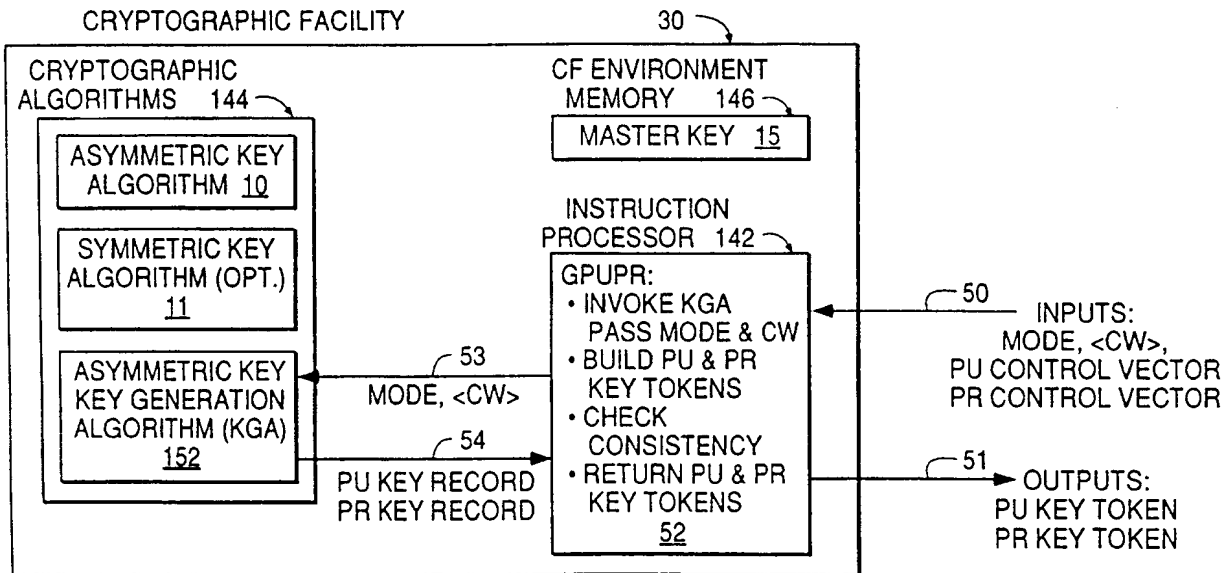 CRYPTOGRAPHIC FACILITY
30
CRYPTOGRAPHIC
ALGORITHMS 144
ASYMMETRIC KEY
ALGORITHM 10
SYMMETRIC KEY
ALGORITHM (OPT.)
11
ASYMMETRIC KEY
KEY GENERATION
ALGORITHM (KGA)
152
CF ENVIRONMENT
MEMORY 146
MASTER KEY 15
INSTRUCTION
PROCESSOR 142
GPUPR:
• INVOKE KGA
PASS MODE & CW
• BUILD PU & PR
KEY TOKENS
• CHECK
CONSISTENCY
• RETURN PU & PR
KEY TOKENS
52
53
MODE, <CW>
54
PU KEY RECORD
PR KEY RECORD
50
INPUTS:
MODE, <CW>,
PU CONTROL VECTOR
PR CONTROL VECTOR
51
OUTPUTS:
PU KEY TOKEN
PR KEY TOKEN